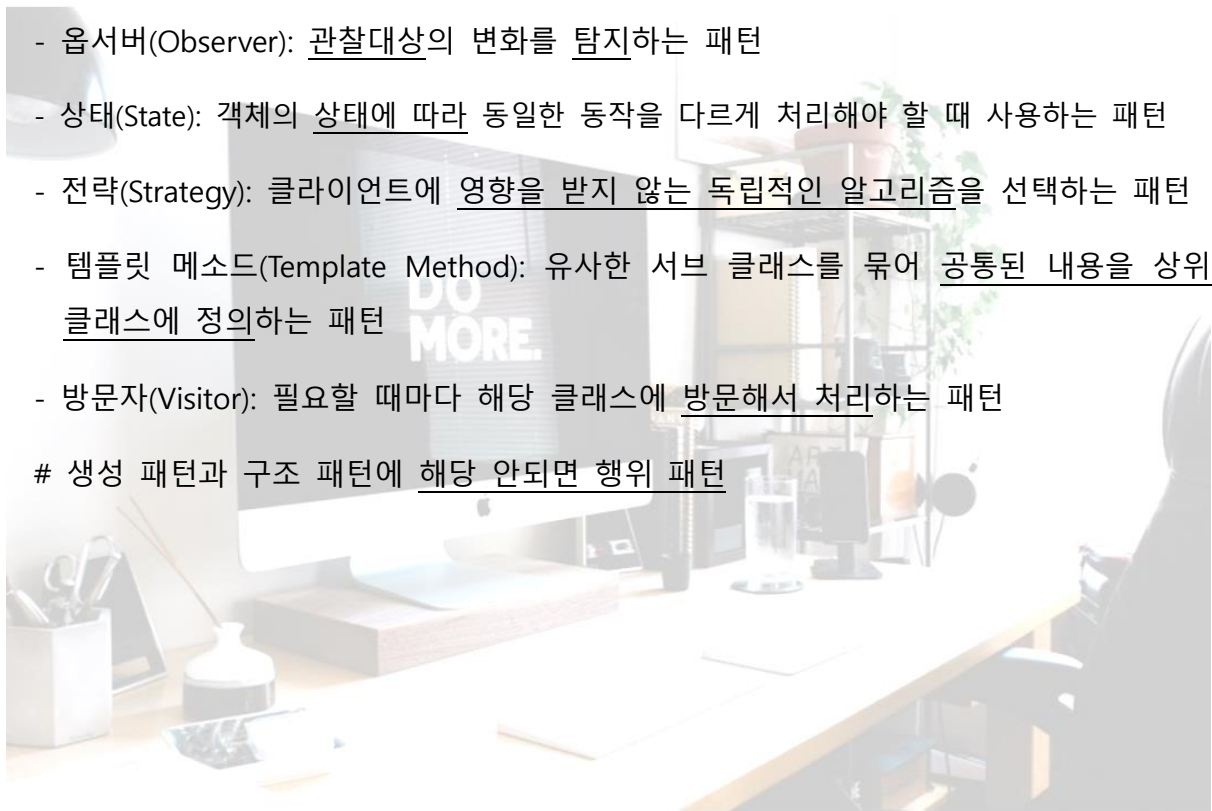 - 옵서버(Observer): 관찰대상의 변화를 탐지하는 패턴
- 상태(State): 객체의 상태에 따라 동일한 동작을 다르게 처리해야 할 때 사용하는 패턴
- 전략(Strategy): 클라이언트에 영향을 받지 않는 독립적인 알고리즘을 선택하는 패턴
- 템플릿 메소드(Template Method): 유사한 서브 클래스를 묶어 공통된 내용을 상위
클래스에 정의하는 패턴
- 방문자(Visitor): 필요할 때마다 해당 클래스에 방문해서 처리하는 패턴
# 생성 패턴과 구조 패턴에 해당 안되면 행위 패턴
DO
MORE.